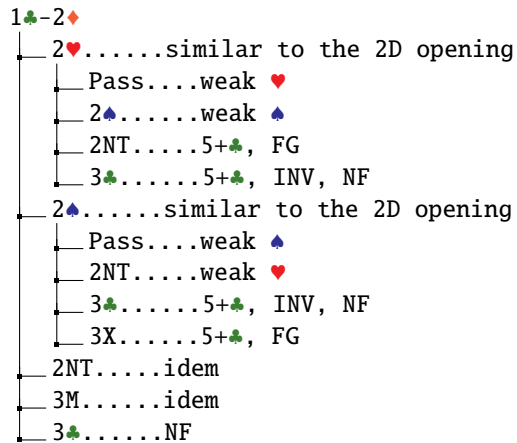 1♣-2♦
2♥......similar to the 2D opening
Pass....weak ♥
2♠......weak ♠
2NT.....5+♣, FG
3♣......5+♣, INV, NF
2♠......similar to the 2D opening
Pass....weak ♠
2NT.....weak ♥
3♣......5+♣, INV, NF
3X......5+♣, FG
2NT.....idem
3M......idem
3♣......NF